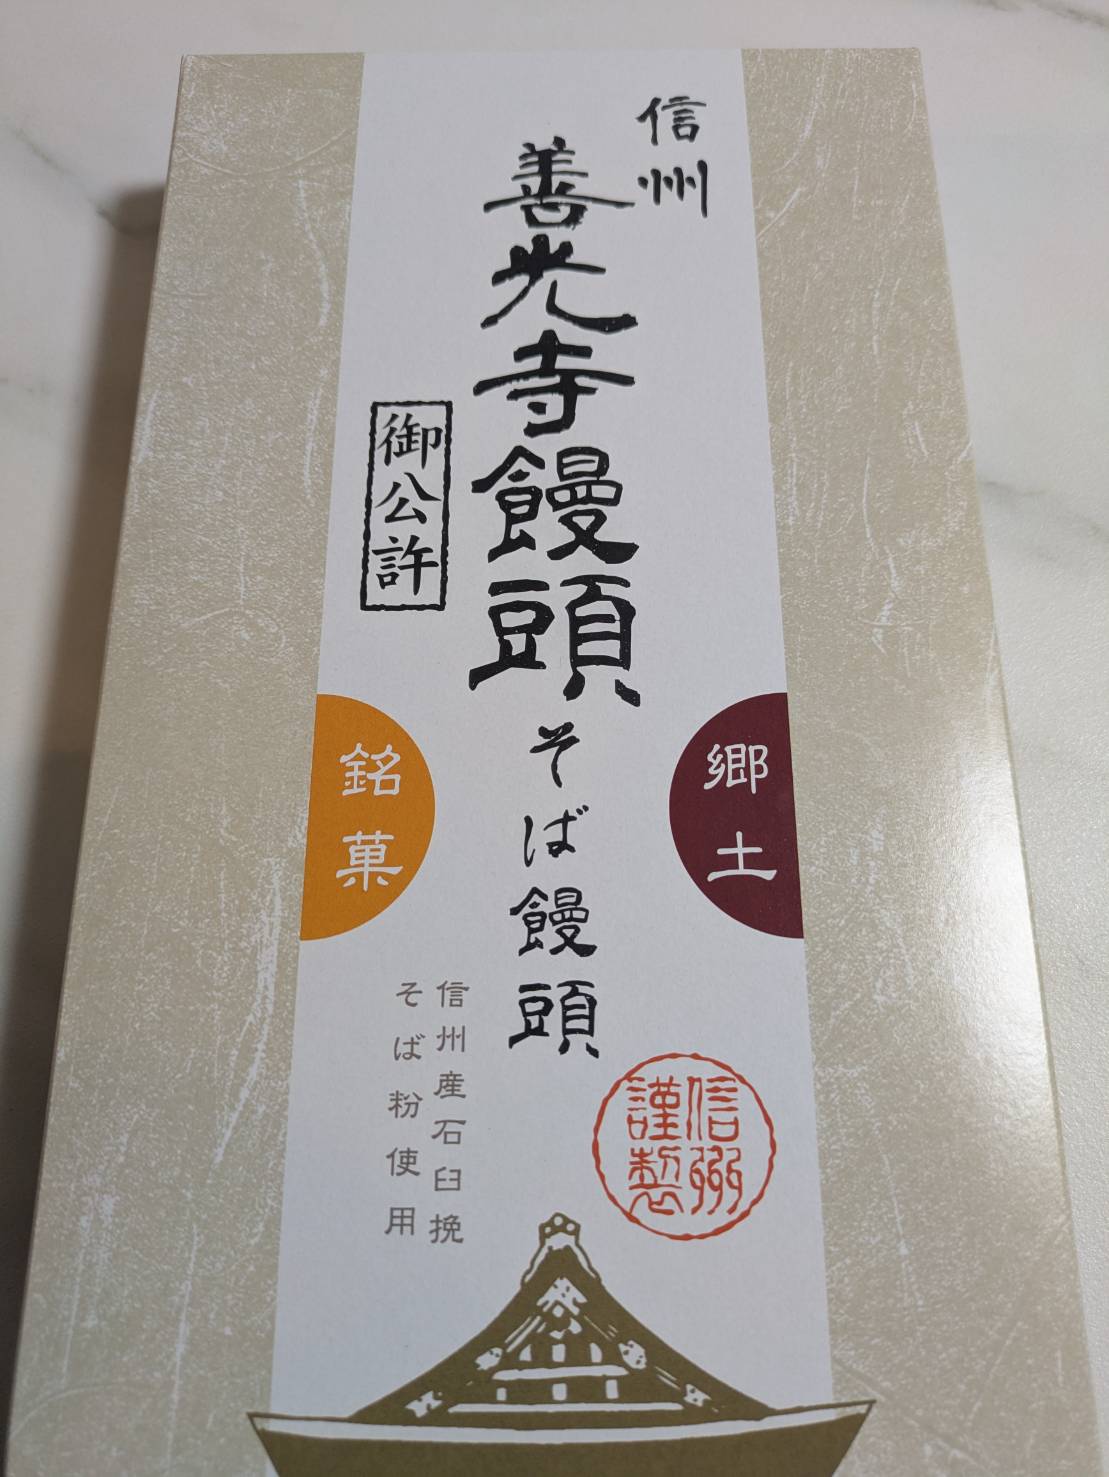 信州
善光寺饅頭
そば饅頭
御公許
郷土
銘菓
信州産石臼挽
そば粉使用
信州
謹製